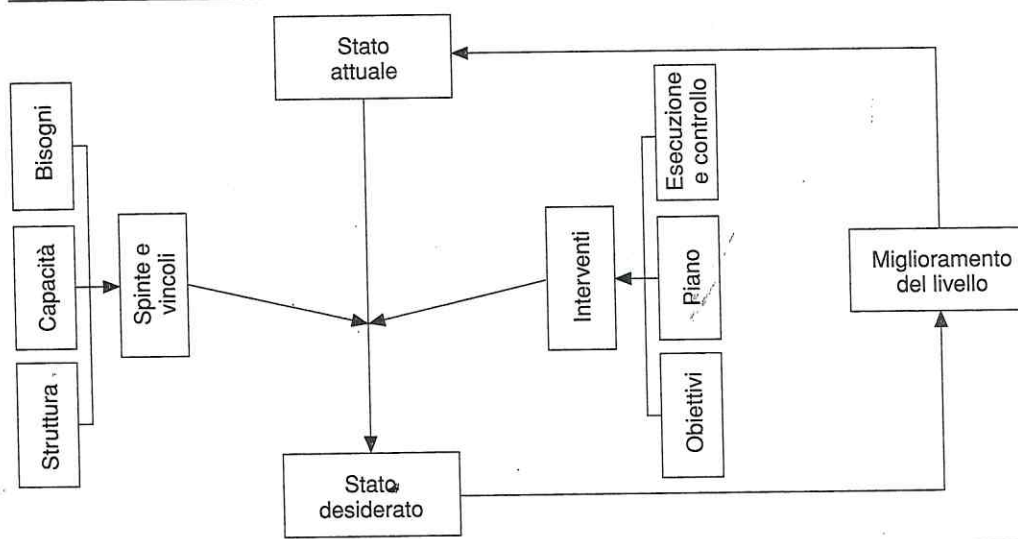 Stato
attuale
Bisogni
Capacità
Struttura
Spinte e
vincoli
Interventi
Esecuzione
e controllo
Piano
Obiettivi
Miglioramento
del livello
Stato
desiderato